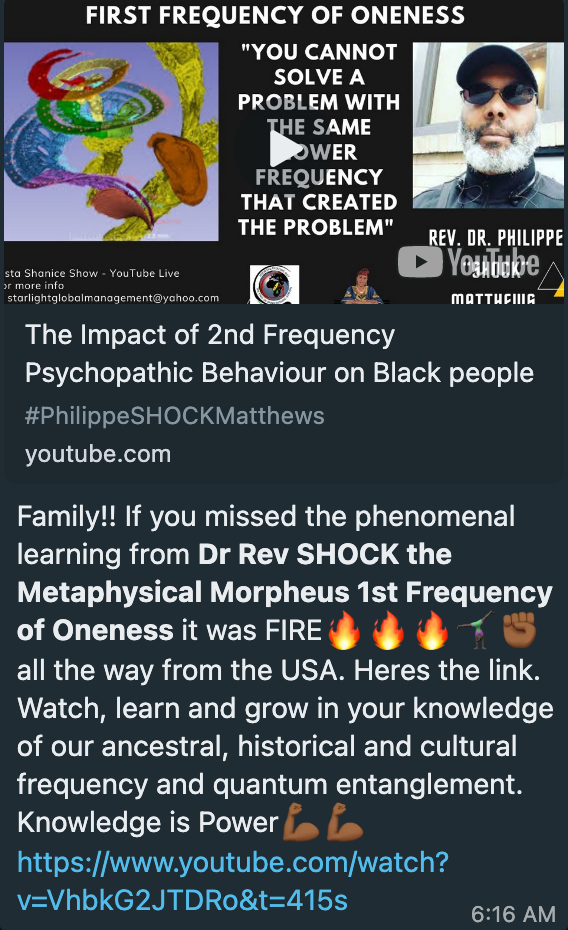 FIRST FREQUENCY OF ONENESS
"YOU CANNOT
SOLVE A
PROBLEM WITH
THE SAME
LOWER
FREQUENCY
THAT CREATED
THE PROBLEM"
REV. DR. PHILIPPE
"SHOCK"
MATTHEWS
YouTube
sta Shanice Show - YouTube Live
or more info
starlightglobalmanagement@yahoo.com
The Impact of 2nd Frequency
Psychopathic Behaviour on Black people
#PhilippeSHOCKMatthews
youtube.com
Family!! If you missed the phenomenal
learning from Dr Rev SHOCK the
Metaphysical Morpheus 1st Frequency
of Oneness it was FIRE🔥🔥🔥🤸🏾‍♀️✊🏾
all the way from the USA. Heres the link.
Watch, learn and grow in your knowledge
of our ancestral, historical and cultural
frequency and quantum entanglement.
Knowledge is Power💪🏾💪🏾
https://www.youtube.com/watch?
v=VhbkG2JTDRo&t=415s
6:16 AM